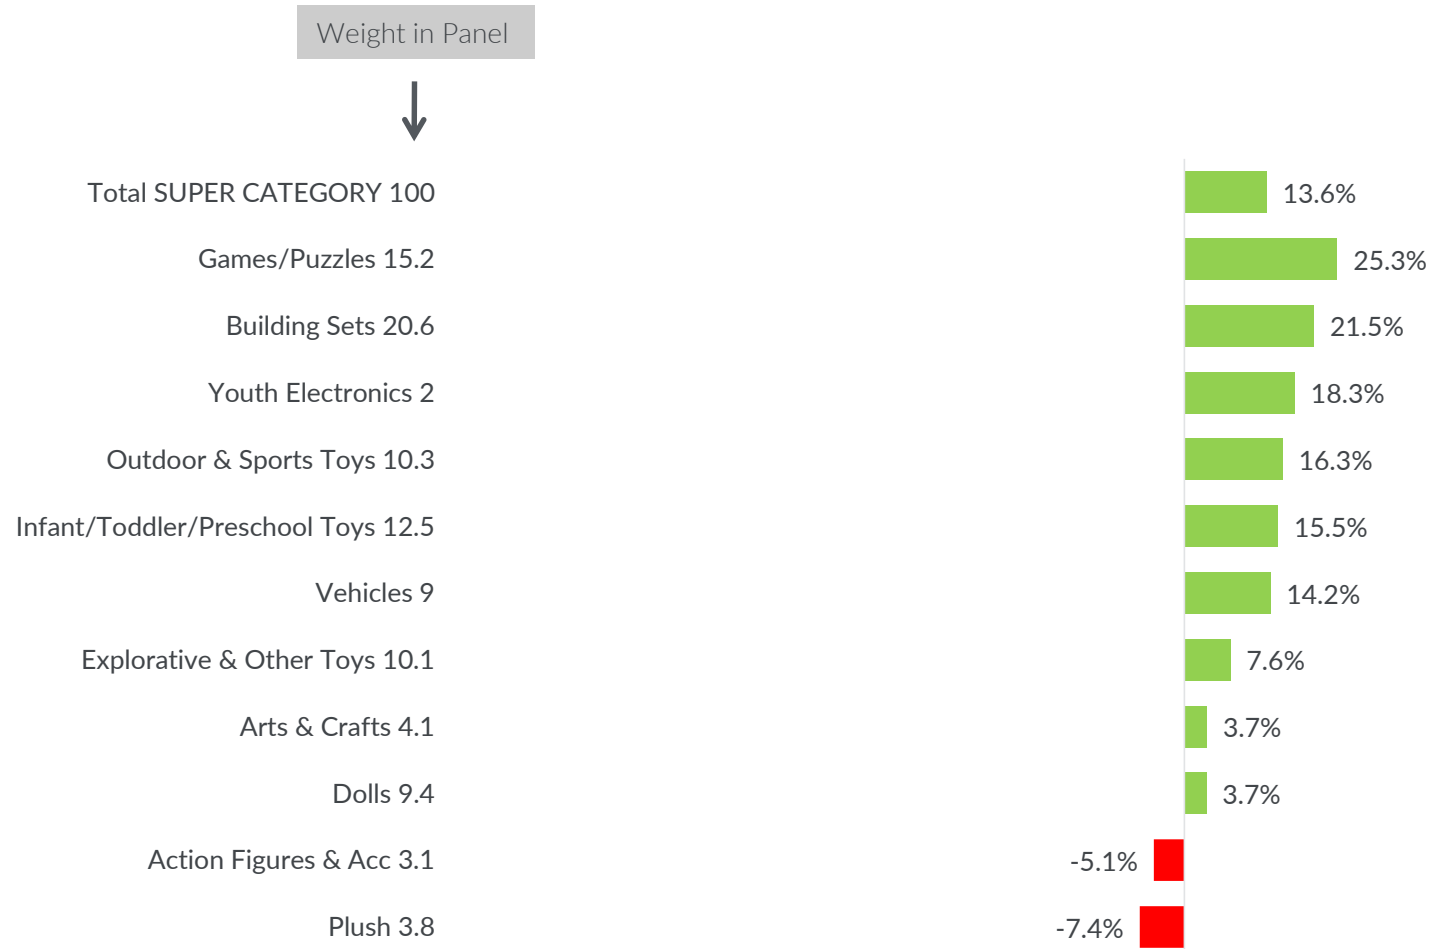 Weight in Panel
Total SUPER CATEGORY 100 13.6%
Games/Puzzles 15.2 25.3%
Building Sets 20.6 21.5%
Youth Electronics 2 18.3%
Outdoor & Sports Toys 10.3 16.3%
Infant/Toddler/Preschool Toys 12.5 15.5%
Vehicles 9 14.2%
Explorative & Other Toys 10.1 7.6%
Arts & Crafts 4.1 3.7%
Dolls 9.4 3.7%
Action Figures & Acc 3.1 -5.1%
Plush 3.8 -7.4%